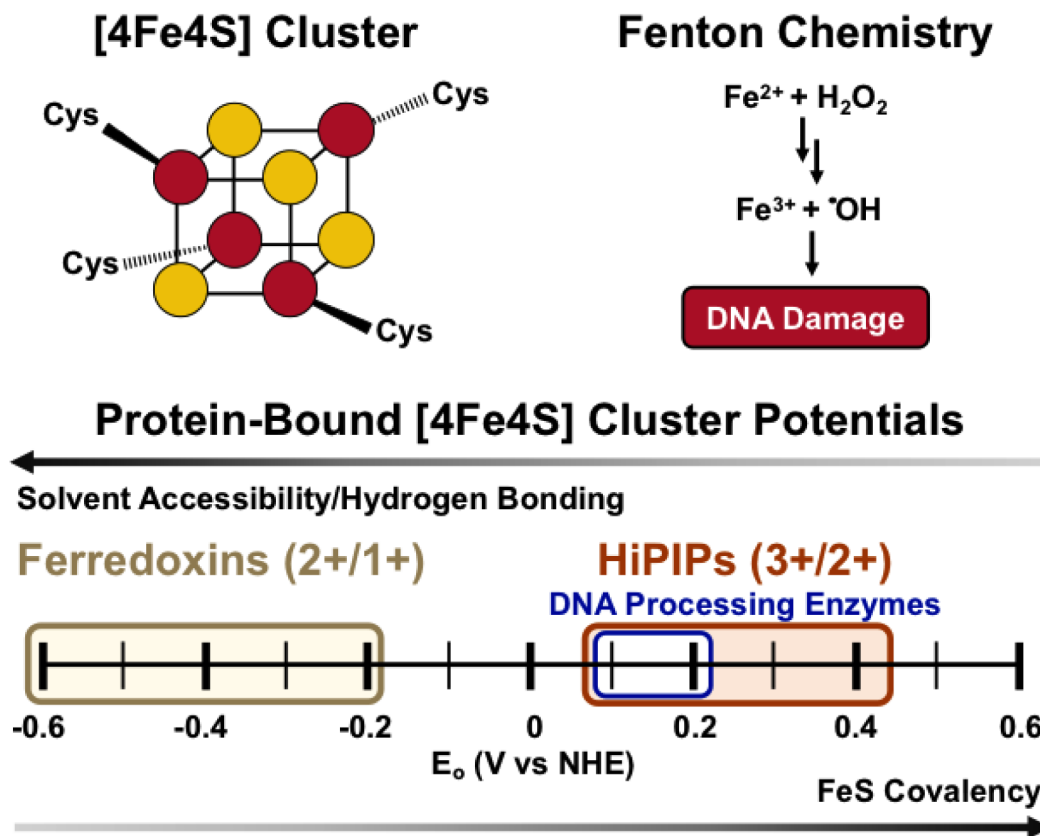 [4Fe4S] Cluster
Cys
Cys
Cys
Cys
Fenton Chemistry
Fe²⁺ + H₂O₂
Fe³⁺ + •OH
DNA Damage
Protein-Bound [4Fe4S] Cluster Potentials
Solvent Accessibility/Hydrogen Bonding
Ferredoxins (2+/1+)
HiPIPs (3+/2+)
DNA Processing Enzymes
-0.6 -0.4 -0.2 0 0.2 0.4 0.6
Eₒ (V vs NHE)
FeS Covalency